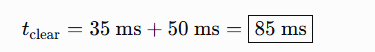 t_clear = 35 ms + 50 ms = 85 ms